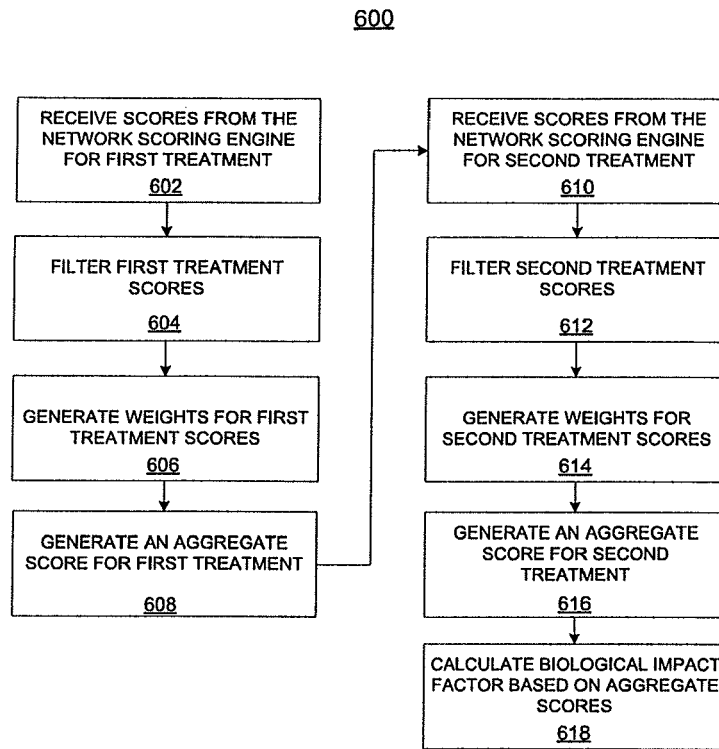 600
RECEIVE SCORES FROM THE
NETWORK SCORING ENGINE
FOR FIRST TREATMENT
602
FILTER FIRST TREATMENT
SCORES
604
GENERATE WEIGHTS FOR FIRST
TREATMENT SCORES
606
GENERATE AN AGGREGATE
SCORE FOR FIRST TREATMENT
608
RECEIVE SCORES FROM THE
NETWORK SCORING ENGINE
FOR SECOND TREATMENT
610
FILTER SECOND TREATMENT
SCORES
612
GENERATE WEIGHTS FOR
SECOND TREATMENT SCORES
614
GENERATE AN AGGREGATE
SCORE FOR SECOND
TREATMENT
616
CALCULATE BIOLOGICAL IMPACT
FACTOR BASED ON AGGREGATE
SCORES
618